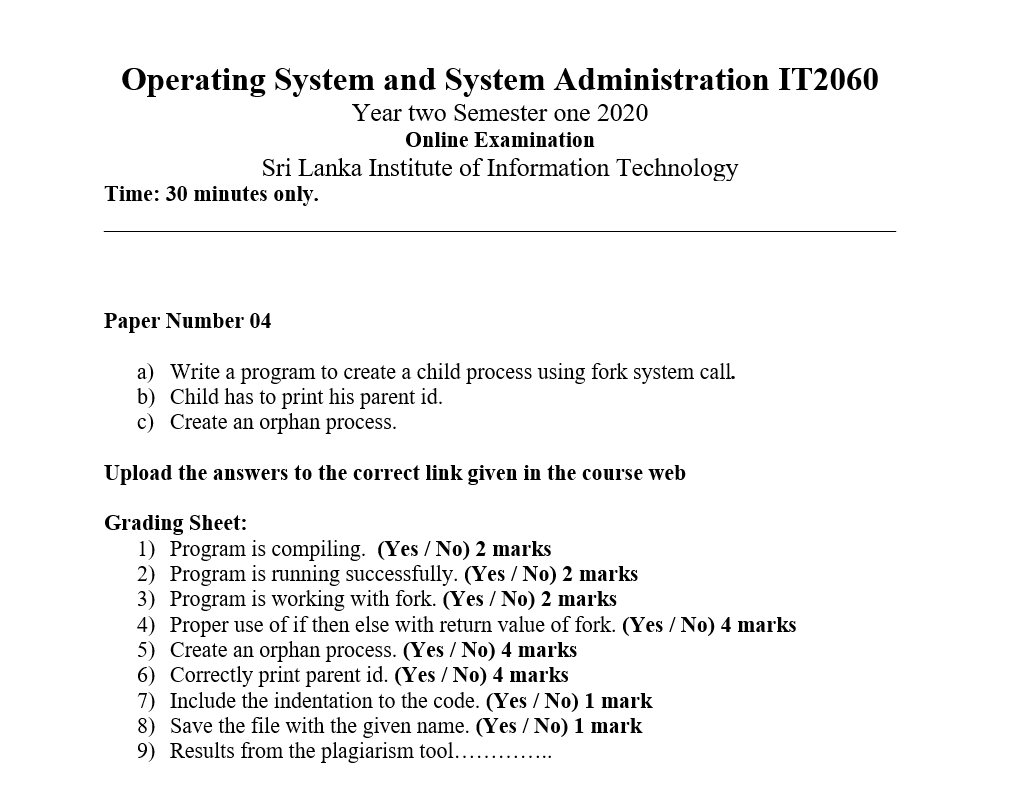 Operating System and System Administration IT2060
Year two Semester one 2020
Online Examination
Sri Lanka Institute of Information Technology
Time: 30 minutes only.
Paper Number 04
a) Write a program to create a child process using fork system call.
b) Child has to print his parent id.
c) Create an orphan process.
Upload the answers to the correct link given in the course web
Grading Sheet:
1) Program is compiling. (Yes / No) 2 marks
2) Program is running successfully. (Yes / No) 2 marks
3) Program is working with fork. (Yes / No) 2 marks
4) Proper use of if then else with return value of fork. (Yes / No) 4 marks
5) Create an orphan process. (Yes / No) 4 marks
6) Correctly print parent id. (Yes / No) 4 marks
7) Include the indentation to the code. (Yes / No) 1 mark
8) Save the file with the given name. (Yes / No) 1 mark
9) Results from the plagiarism tool…………..